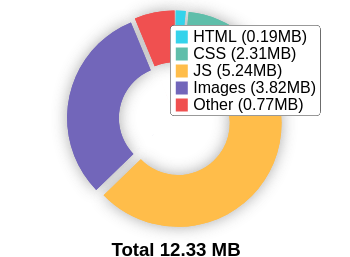 HTML (0.19MB)
CSS (2.31MB)
JS (5.24MB)
Images (3.82MB)
Other (0.77MB)
Total 12.33 MB